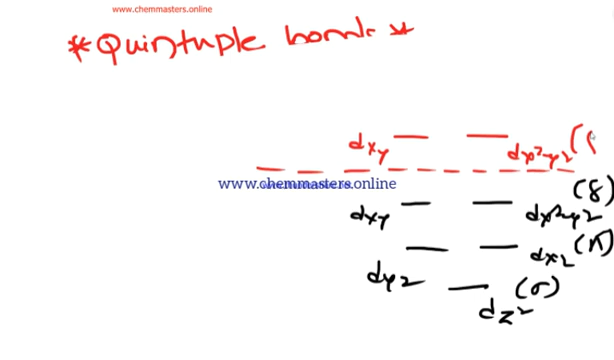 www.chemmasters.online
*Quintuple bond*
dxy dx²-y² (
www.chemmasters.online
(δ)
dxy dx²-y²
dyz dxz (π)
(σ)
dz²